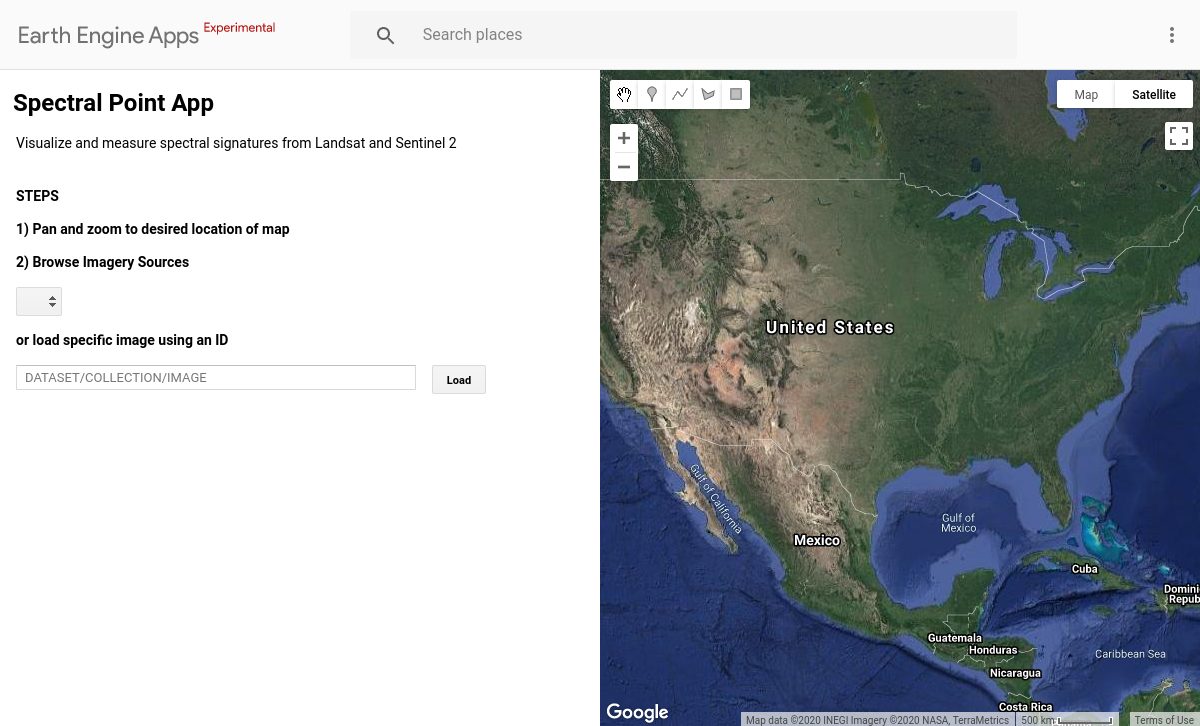 Earth Engine Apps Experimental
Search places
Spectral Point App
Visualize and measure spectral signatures from Landsat and Sentinel 2
STEPS
1) Pan and zoom to desired location of map
2) Browse Imagery Sources
or load specific image using an ID
DATASET/COLLECTION/IMAGE
Load
Map
Satellite
+
−
United States
Gulf of California
Mexico
Gulf of
Mexico
Cuba
Domini
Repub
Guatemala
Honduras
Caribbean Sea
Nicaragua
Costa Rica
Google
Map data ©2020 INEGI Imagery ©2020 NASA, TerraMetrics
500 km
Terms of Use